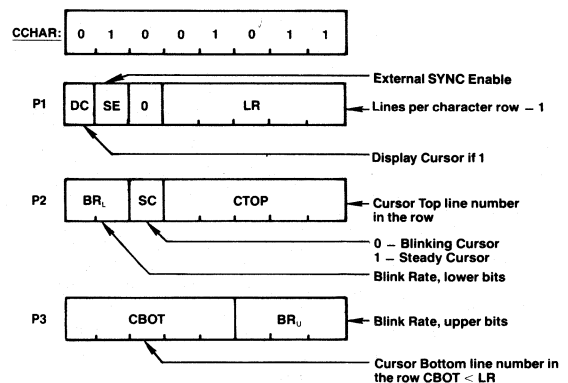 CCHAR: 0 1 0 0 1 0 1 1
External SYNC Enable
P1 DC SE 0 LR Lines per character row – 1
Display Cursor if 1
P2 BRL SC CTOP Cursor Top line number
in the row
0 – Blinking Cursor
1 – Steady Cursor
Blink Rate, lower bits
P3 CBOT BRU Blink Rate, upper bits
Cursor Bottom line number in
the row CBOT < LR